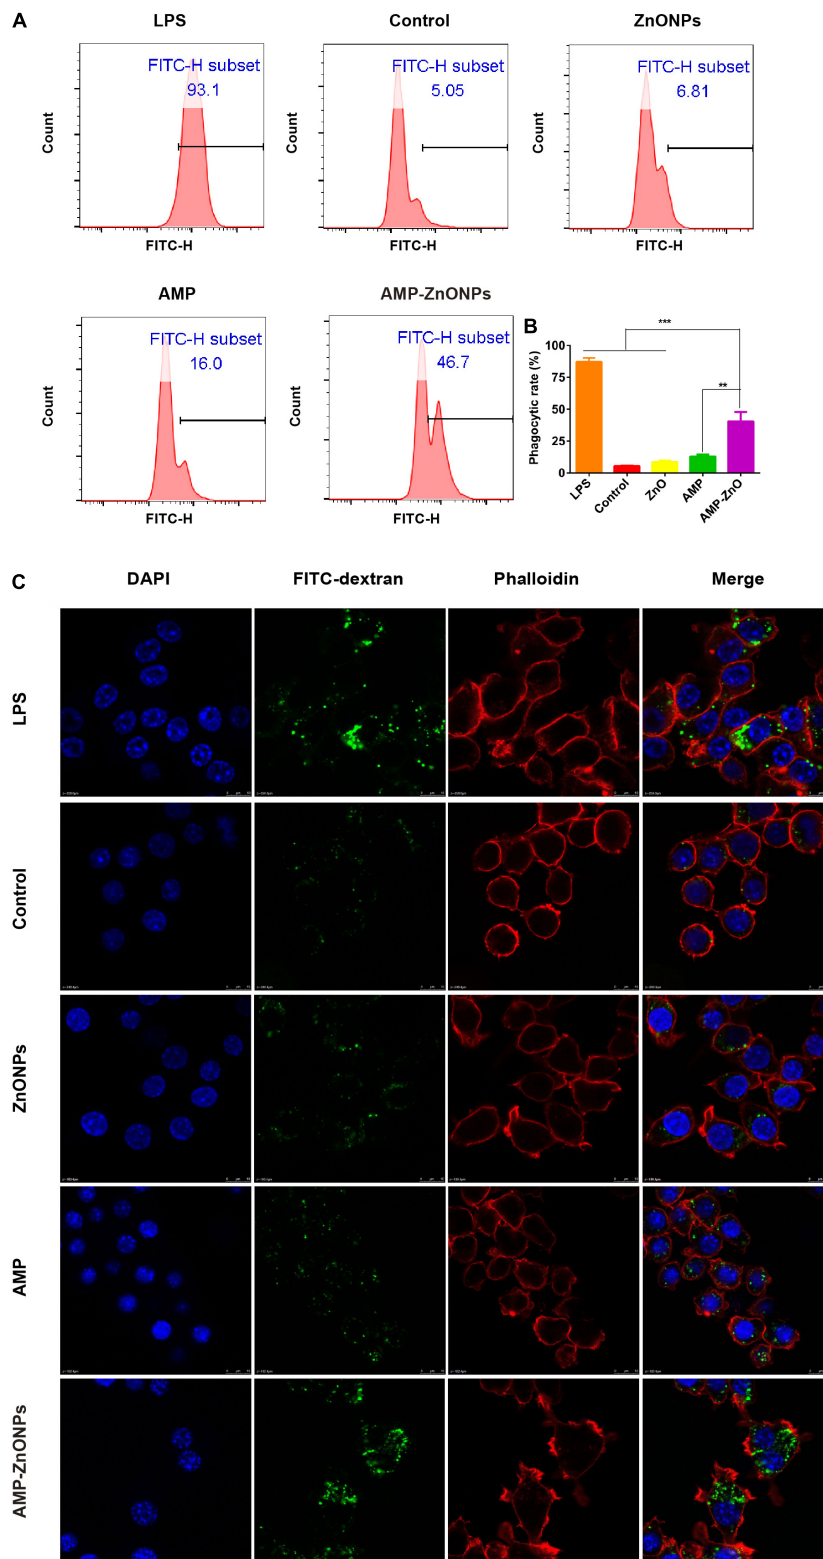 A
LPS
Control
ZnONPs
FITC-H subset
93.1
FITC-H subset
5.05
FITC-H subset
6.81
Count
Count
Count
FITC-H
FITC-H
FITC-H
AMP
AMP-ZnONPs
FITC-H subset
16.0
FITC-H subset
46.7
Count
Count
FITC-H
FITC-H
B
***
**
Phagocytic rate (%)
100
75
50
25
0
LPS
Control
ZnO
AMP
AMP-ZnO
C
DAPI
FITC-dextran
Phalloidin
Merge
LPS
Control
ZnONPs
AMP
AMP-ZnONPs